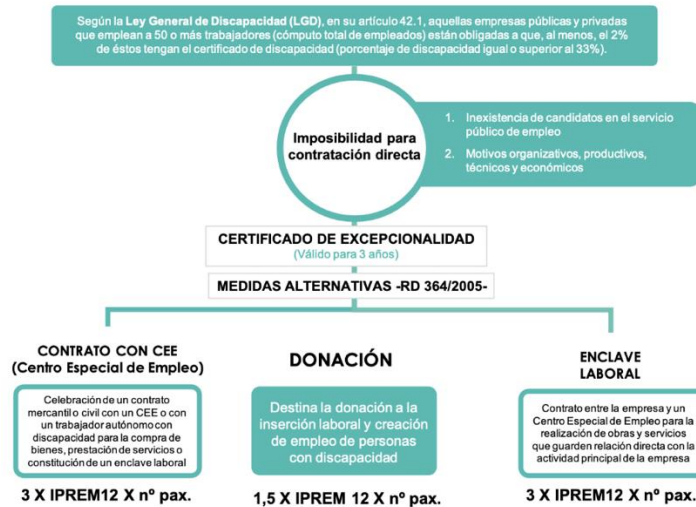 Según la Ley General de Discapacidad (LGD), en su artículo 42.1, aquellas empresas públicas y privadas
que emplean a 50 o más trabajadores (cómputo total de empleados) están obligadas a que, al menos, el 2%
de éstos tengan el certificado de discapacidad (porcentaje de discapacidad igual o superior al 33%).
Imposibilidad para
contratación directa
1. Inexistencia de candidatos en el servicio
público de empleo
2. Motivos organizativos, productivos,
técnicos y económicos
CERTIFICADO DE EXCEPCIONALIDAD
(Válido para 3 años)
MEDIDAS ALTERNATIVAS -RD 364/2005-
CONTRATO CON CEE
(Centro Especial de Empleo)
Celebración de un contrato
mercantil o civil con un CEE o con
un trabajador autónomo con
discapacidad para la compra de
bienes, prestación de servicios o
constitución de un enclave laboral
3 X IPREM12 X nº pax.
DONACIÓN
Destina la donación a la
inserción laboral y creación
de empleo de personas
con discapacidad
1,5 X IPREM 12 X nº pax.
ENCLAVE
LABORAL
Contrato entre la empresa y un
Centro Especial de Empleo para la
realización de obras y servicios
que guarden relación directa con la
actividad principal de la empresa
3 X IPREM12 X nº pax.